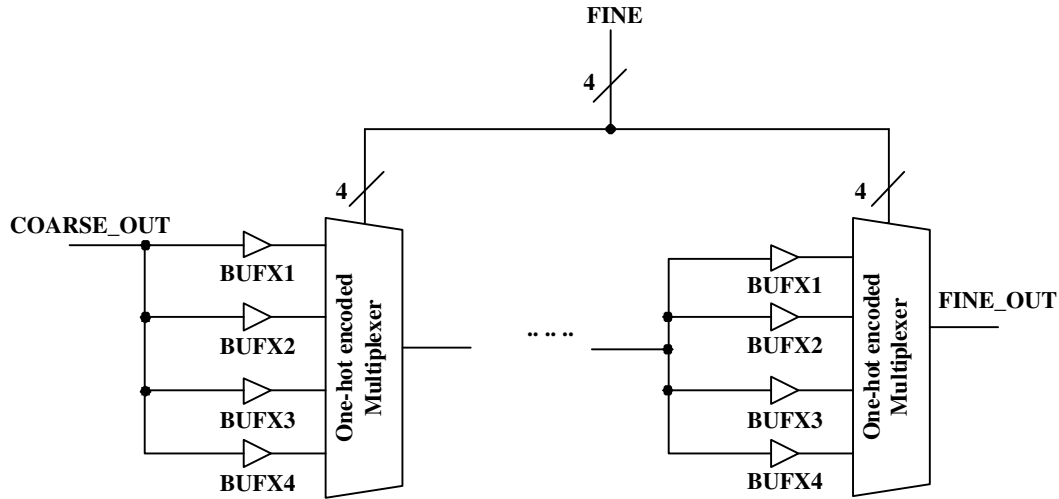 FINE
4
4
4
COARSE_OUT
BUFX1
BUFX2
BUFX3
BUFX4
One-hot encoded
Multiplexer
.. .. ..
BUFX1
BUFX2
BUFX3
BUFX4
One-hot encoded
Multiplexer
FINE_OUT